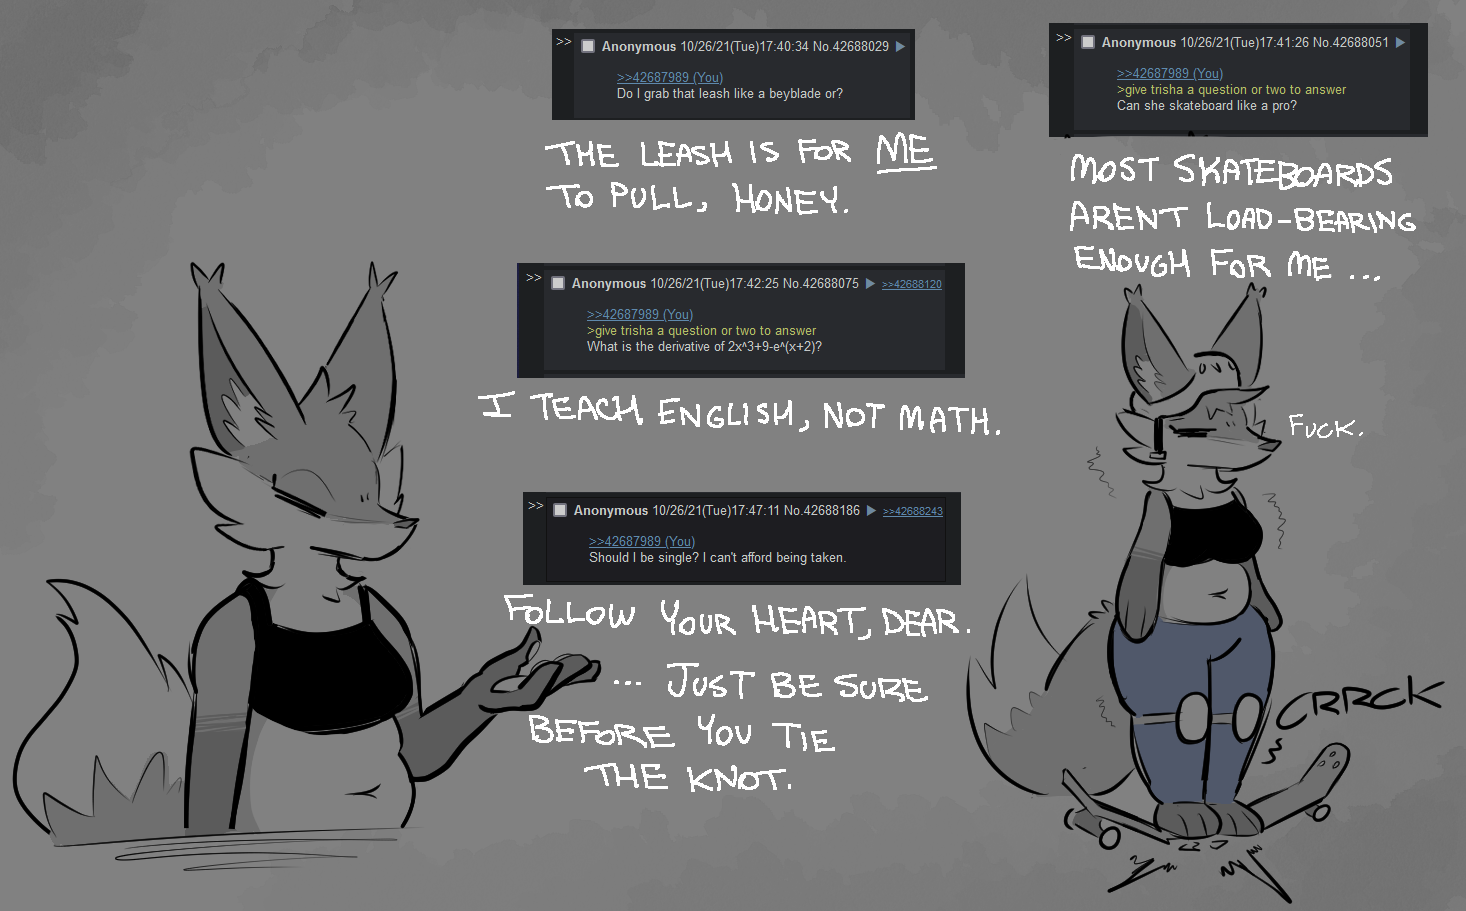 >> Anonymous 10/26/21(Tue)17:40:34 No.42688029 ▶
>>42687989 (You)
Do I grab that leash like a beyblade or?
THE LEASH IS FOR ME
TO PULL, HONEY.
>> Anonymous 10/26/21(Tue)17:42:25 No.42688075 ▶ >>42688120
>>42687989 (You)
>give trisha a question or two to answer
What is the derivative of 2x^3+9-e^(x+2)?
I TEACH ENGLISH, NOT MATH.
>> Anonymous 10/26/21(Tue)17:47:11 No.42688186 ▶ >>42688243
>>42687989 (You)
Should I be single? I can't afford being taken.
FOLLOW YOUR HEART, DEAR.
... JUST BE SURE
BEFORE YOU TIE
THE KNOT.
>> Anonymous 10/26/21(Tue)17:41:26 No.42688051 ▶
>>42687989 (You)
>give trisha a question or two to answer
Can she skateboard like a pro?
MOST SKATEBOARDS
ARENT LOAD-BEARING
ENOUGH FOR ME ...
FUCK.
CRRCK